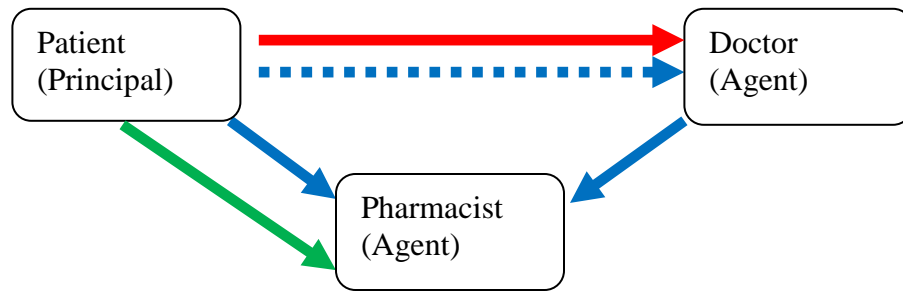 Patient
(Principal)
Doctor
(Agent)
Pharmacist
(Agent)